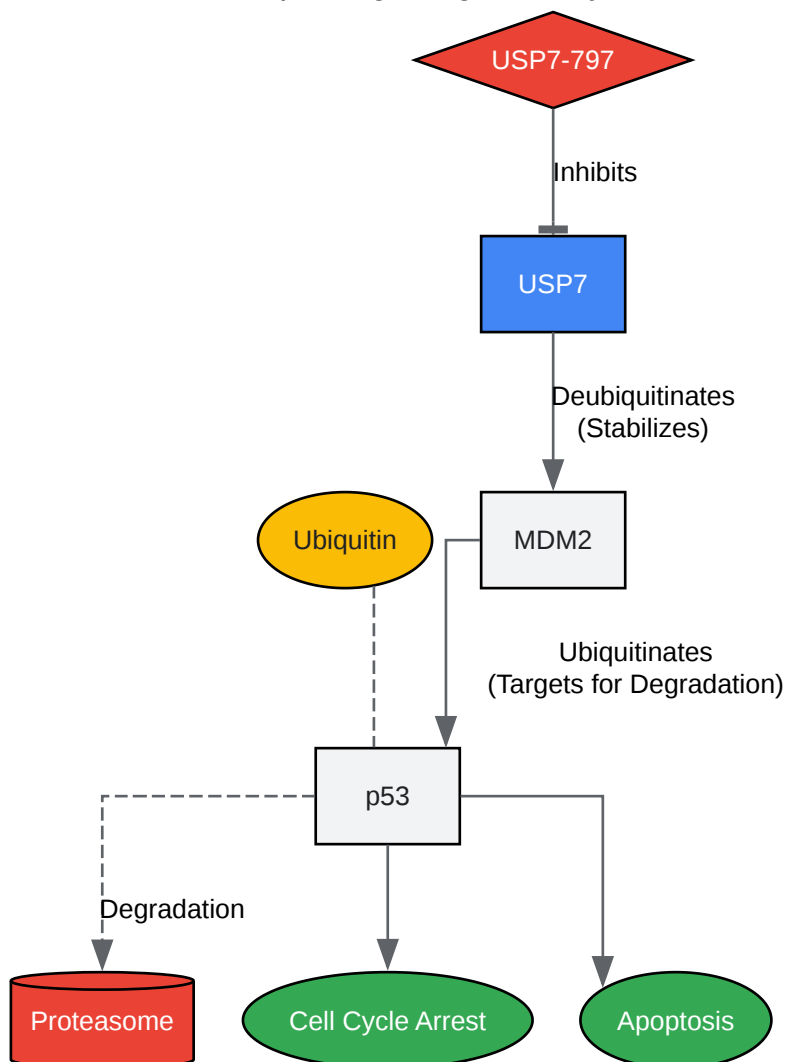 USP7-797
Inhibits
USP7
Deubiquitinates
(Stabilizes)
Ubiquitin
MDM2
Ubiquitinates
(Targets for Degradation)
p53
Degradation
Proteasome
Cell Cycle Arrest
Apoptosis